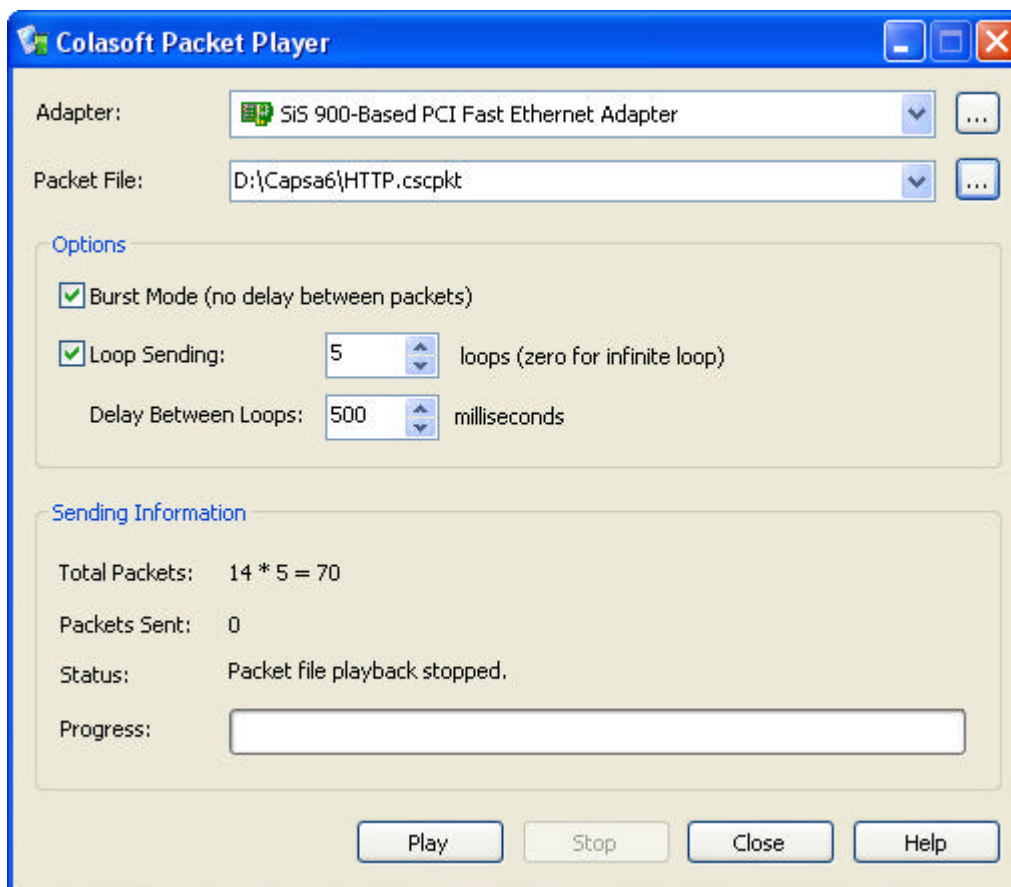 Colasoft Packet Player
Adapter: SiS 900-Based PCI Fast Ethernet Adapter ...
Packet File: D:\Capsa6\HTTP.cscpkt ...
Options
Burst Mode (no delay between packets)
Loop Sending: 5 loops (zero for infinite loop)
Delay Between Loops: 500 milliseconds
Sending Information
Total Packets: 14 * 5 = 70
Packets Sent: 0
Status: Packet file playback stopped.
Progress:
Play Stop Close Help